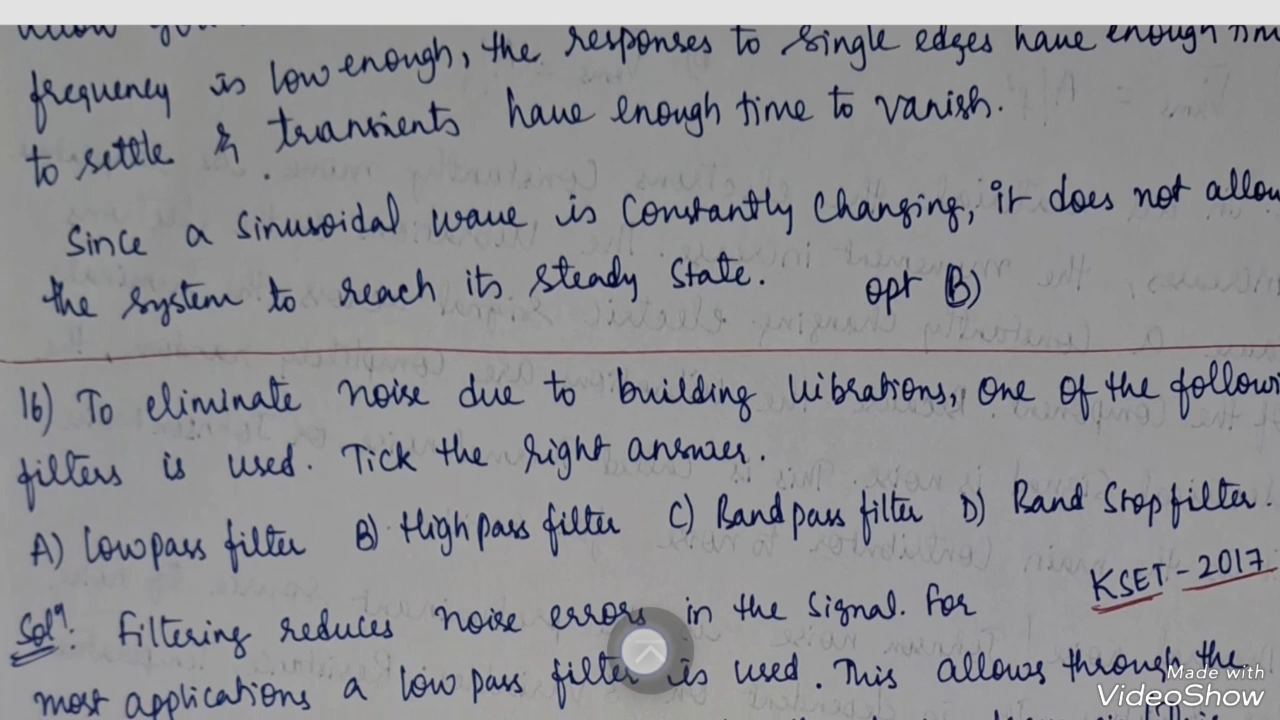 frequency is low enough, the responses to single edges have enough
to settle & transients have enough time to vanish.
Since a sinusoidal wave is constantly changing, it does not allow
the system to reach its steady state. opt B)
16) To eliminate noise due to building vibrations, one of the
filters is used. Tick the right answer.
A) Low pass filter B) High pass filter C) Band pass filter D) Band Stop filter.
KSET - 2017
Soln: Filtering reduces noise errors in the signal. For
most applications a low pass filter is used. This allows through the
Made with
VideoShow